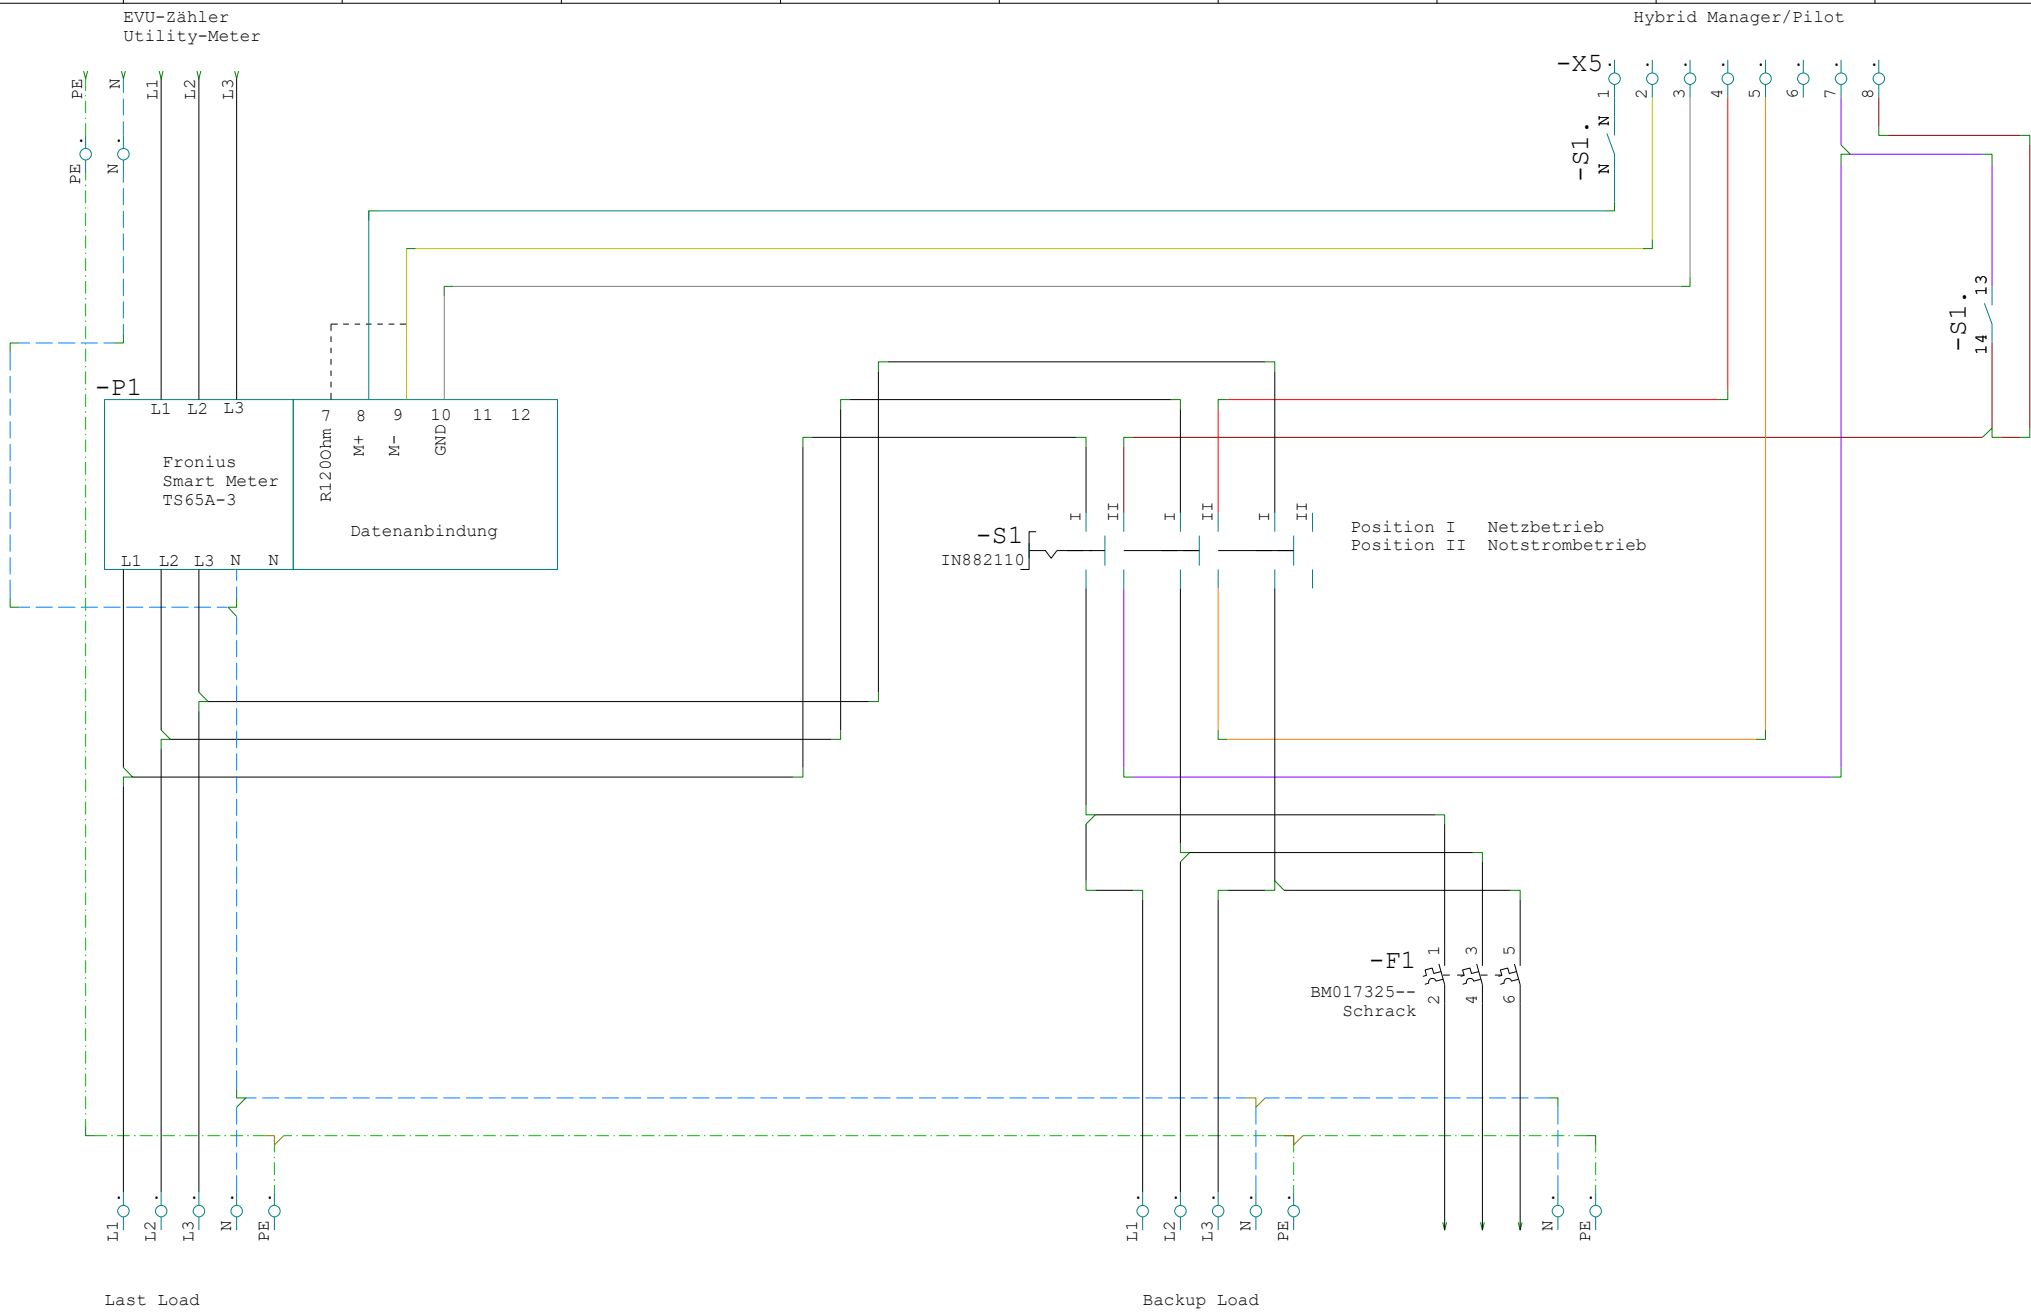 EVU-Zähler
Utility-Meter
Hybrid Manager/Pilot
PE
N
L1
L2
L3
-X5
1
2
3
4
5
6
7
8
PE
N
-S1.
N
N
-S1.
13
14
-P1
L1 L2 L3
7 8 9 10 11 12
R120Ohm
M+
M-
GND
Fronius
Smart Meter
TS65A-3
Datenanbindung
L1 L2 L3 N N
I
II
I
II
I
II
-S1
IN882110
Position I Netzbetrieb
Position II Notstrombetrieb
-F1
BM017325--
Schrack
1
2
3
4
5
6
L1
L2
L3
N
PE
L1
L2
L3
N
PE
N
PE
Last Load
Backup Load